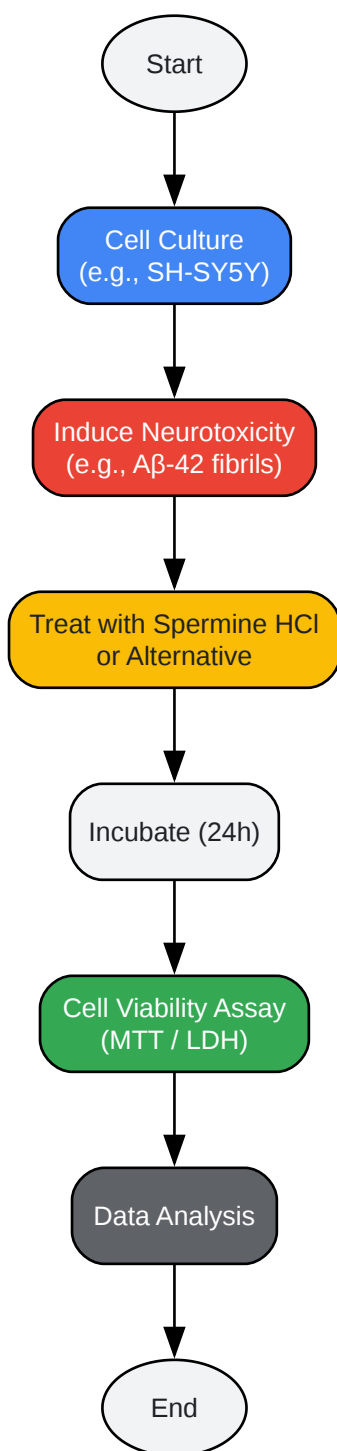 Start
Cell Culture
(e.g., SH-SY5Y)
Induce Neurotoxicity
(e.g., Aβ-42 fibrils)
Treat with Spermine HCl
or Alternative
Incubate (24h)
Cell Viability Assay
(MTT / LDH)
Data Analysis
End